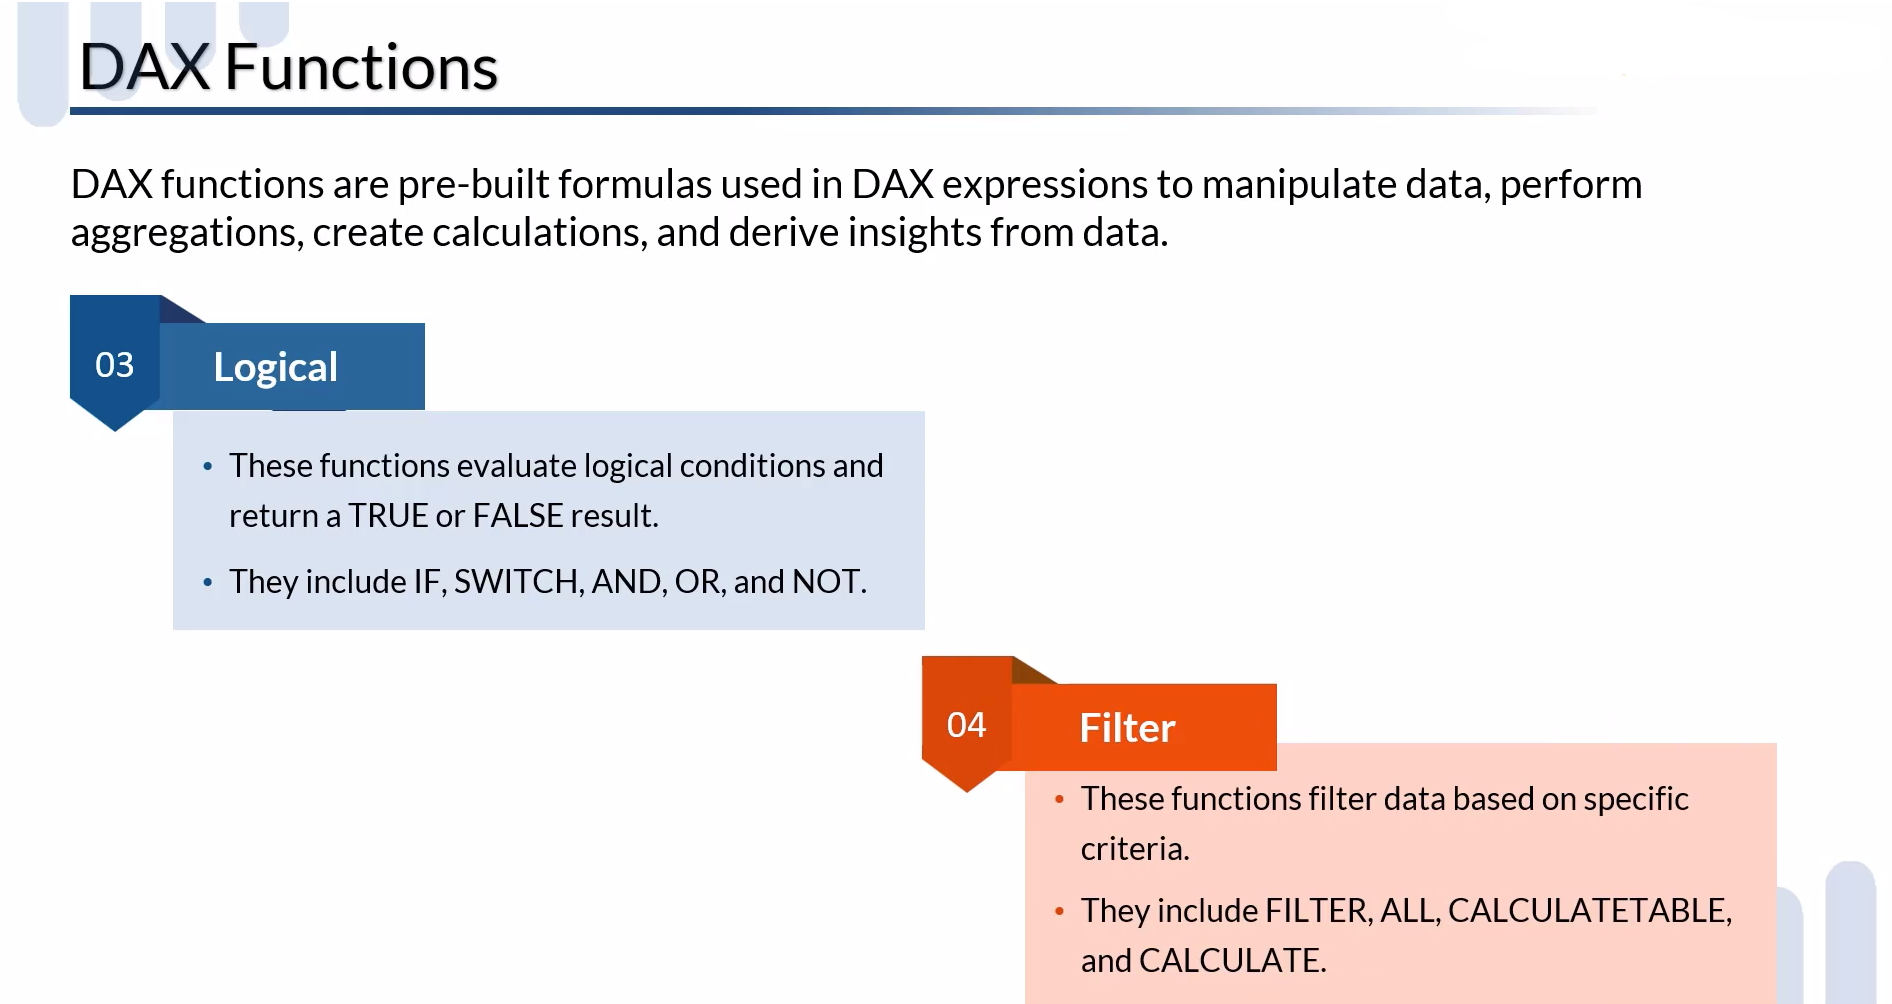 DAX Functions
DAX functions are pre-built formulas used in DAX expressions to manipulate data, perform
aggregations, create calculations, and derive insights from data.
03
Logical
• These functions evaluate logical conditions and
return a TRUE or FALSE result.
• They include IF, SWITCH, AND, OR, and NOT.
04
Filter
• These functions filter data based on specific
criteria.
• They include FILTER, ALL, CALCULATETABLE,
and CALCULATE.